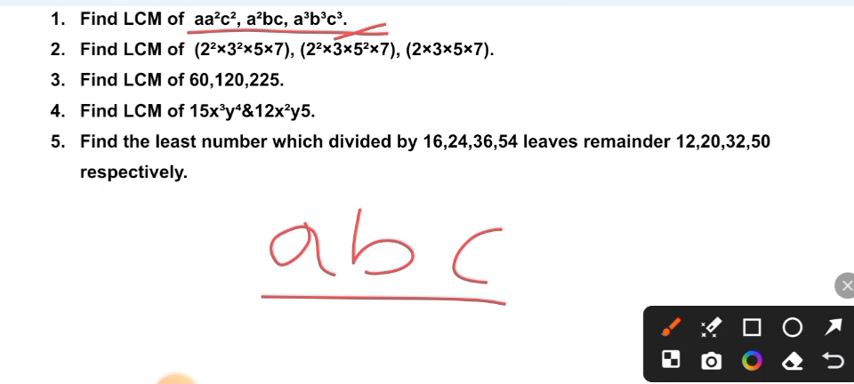 1. Find LCM of aa²c², a²bc, a³b³c³.
2. Find LCM of (2²×3²×5×7), (2²×3×5²×7), (2×3×5×7).
3. Find LCM of 60,120,225.
4. Find LCM of 15x³y⁴&12x²y5.
5. Find the least number which divided by 16,24,36,54 leaves remainder 12,20,32,50
respectively.
a b c